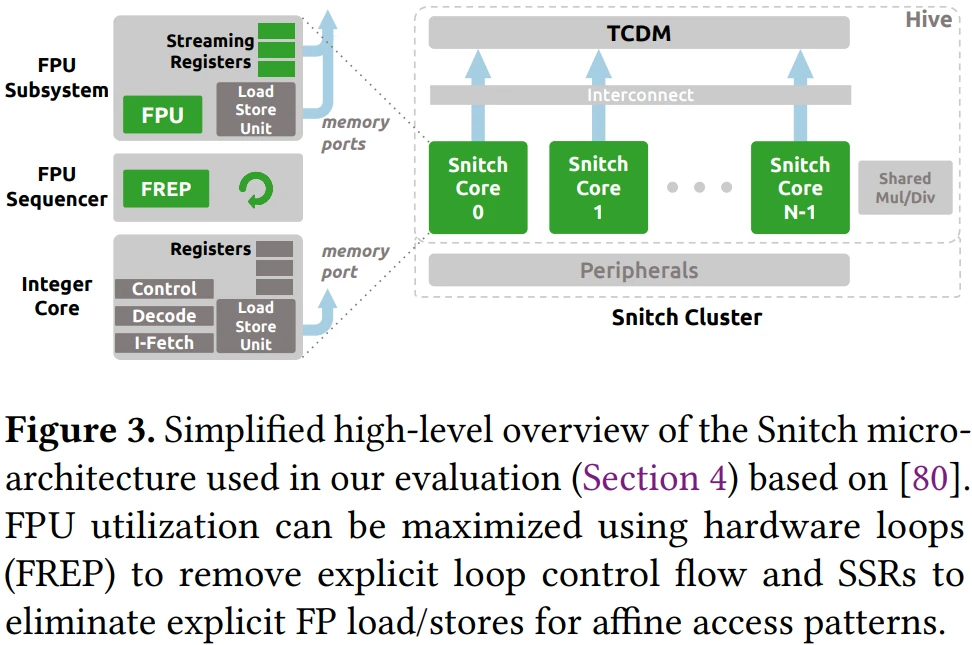 FPU
Subsystem
Streaming
Registers
FPU
Load
Store
Unit
memory
ports
FPU
Sequencer
FREP
Integer
Core
Registers
Control
Decode
I-Fetch
Load
Store
Unit
memory
port
Hive
TCDM
Interconnect
Snitch
Core
0
Snitch
Core
1
Snitch
Core
N-1
Shared
Mul/Div
Peripherals
Snitch Cluster
Figure 3. Simplified high-level overview of the Snitch micro-
architecture used in our evaluation (Section 4) based on [80].
FPU utilization can be maximized using hardware loops
(FREP) to remove explicit loop control flow and SSRs to
eliminate explicit FP load/stores for affine access patterns.